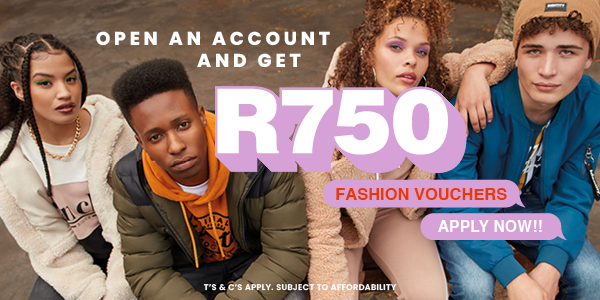 OPEN AN ACCOUNT
AND GET
R750
FASHION VOUCHERS
APPLY NOW!!
T'S & C'S APPLY. SUBJECT TO AFFORDABILITY